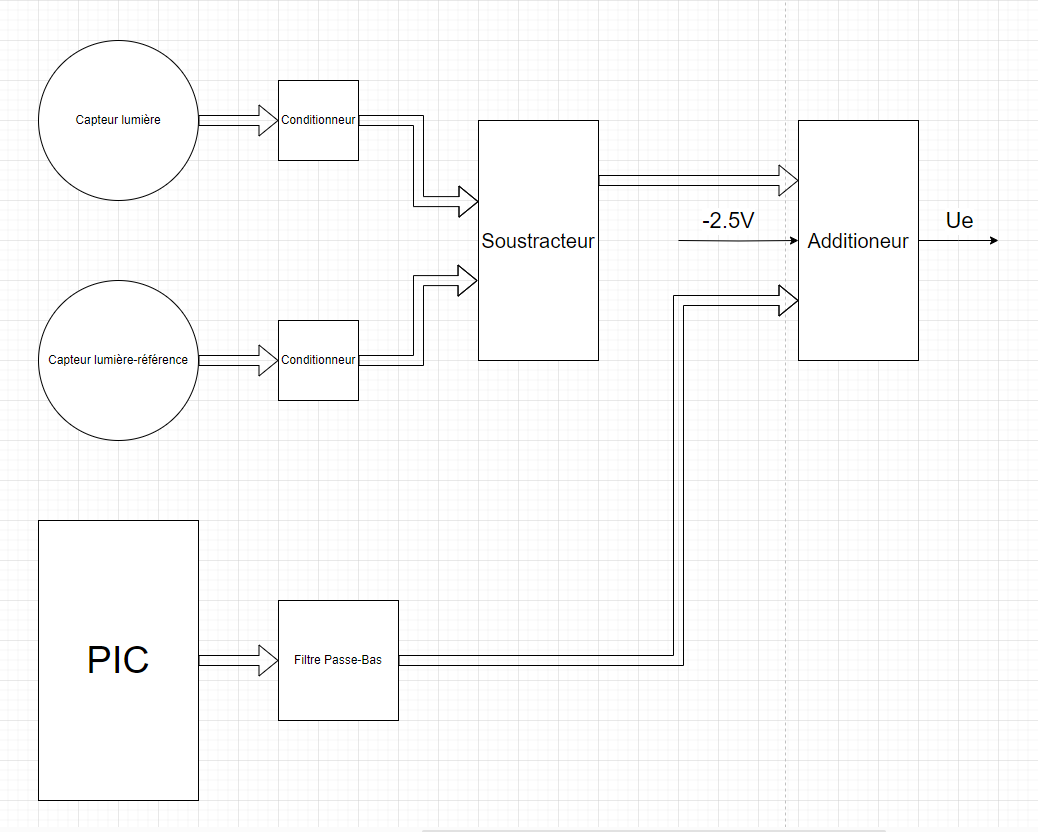 Capteur lumière
Conditionneur
Soustracteur
-2.5V
Additioneur
Ue
Capteur lumière-référence
Conditionneur
PIC
Filtre Passe-Bas